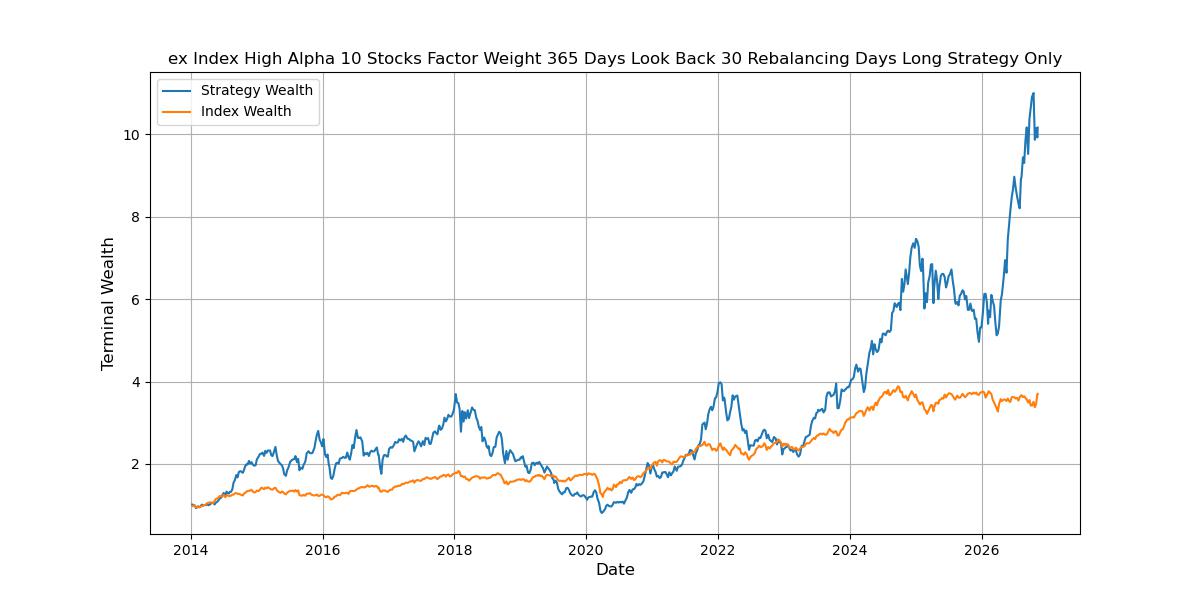 ex Index High Alpha 10 Stocks Factor Weight 365 Days Look Back 30 Rebalancing Days Long Strategy Only
Strategy Wealth
Index Wealth
Terminal Wealth
10
8
6
4
2
2014 2016 2018 2020 2022 2024 2026
Date